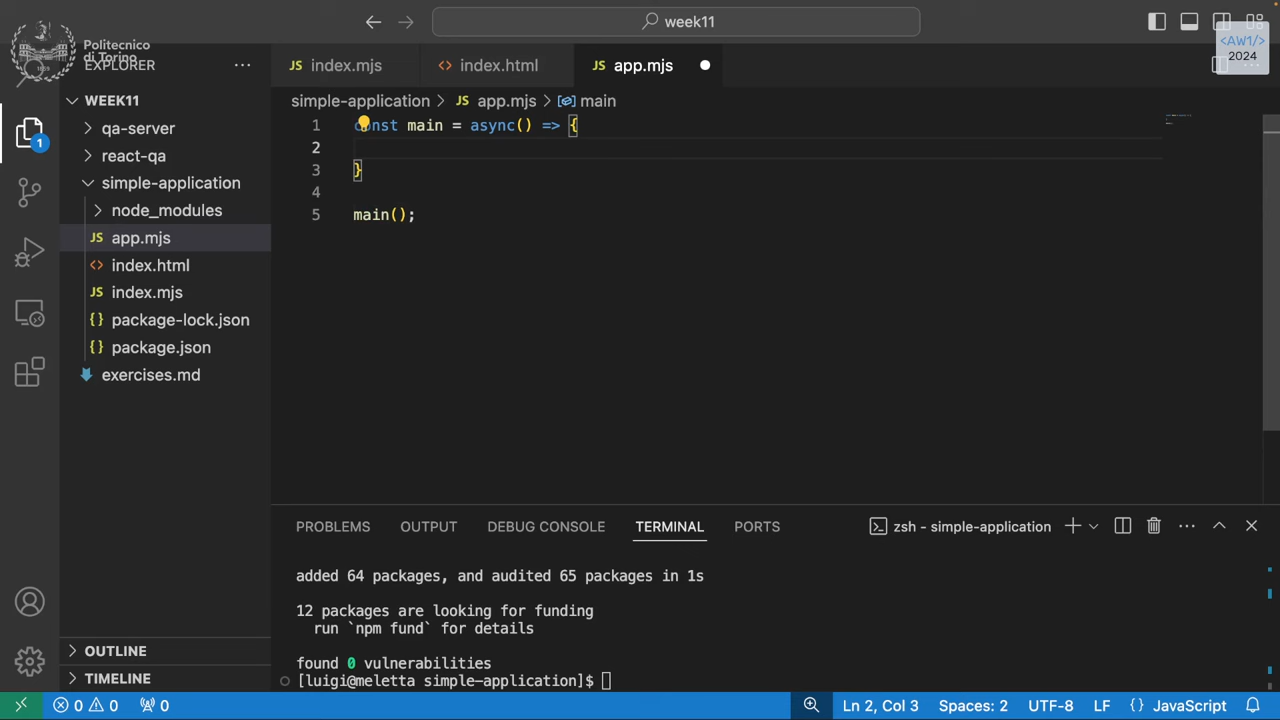 week11
Politecnico
di Torino
<AW1/>
2024
EXPLORER
index.mjs
index.html
JS app.mjs
simple-application > JS app.mjs > main
WEEK11
qa-server
react-qa
simple-application
node_modules
JS app.mjs
<> index.html
JS index.mjs
{} package-lock.json
{} package.json
exercises.md
OUTLINE
TIMELINE
1 const main = async() => {
2
3 }
4
5 main();
PROBLEMS OUTPUT DEBUG CONSOLE TERMINAL PORTS
zsh - simple-application
added 64 packages, and audited 65 packages in 1s
12 packages are looking for funding
run `npm fund` for details
found 0 vulnerabilities
[luigi@meletta simple-application]$
0 0 0
Ln 2, Col 3 Spaces: 2 UTF-8 LF {} JavaScript
1